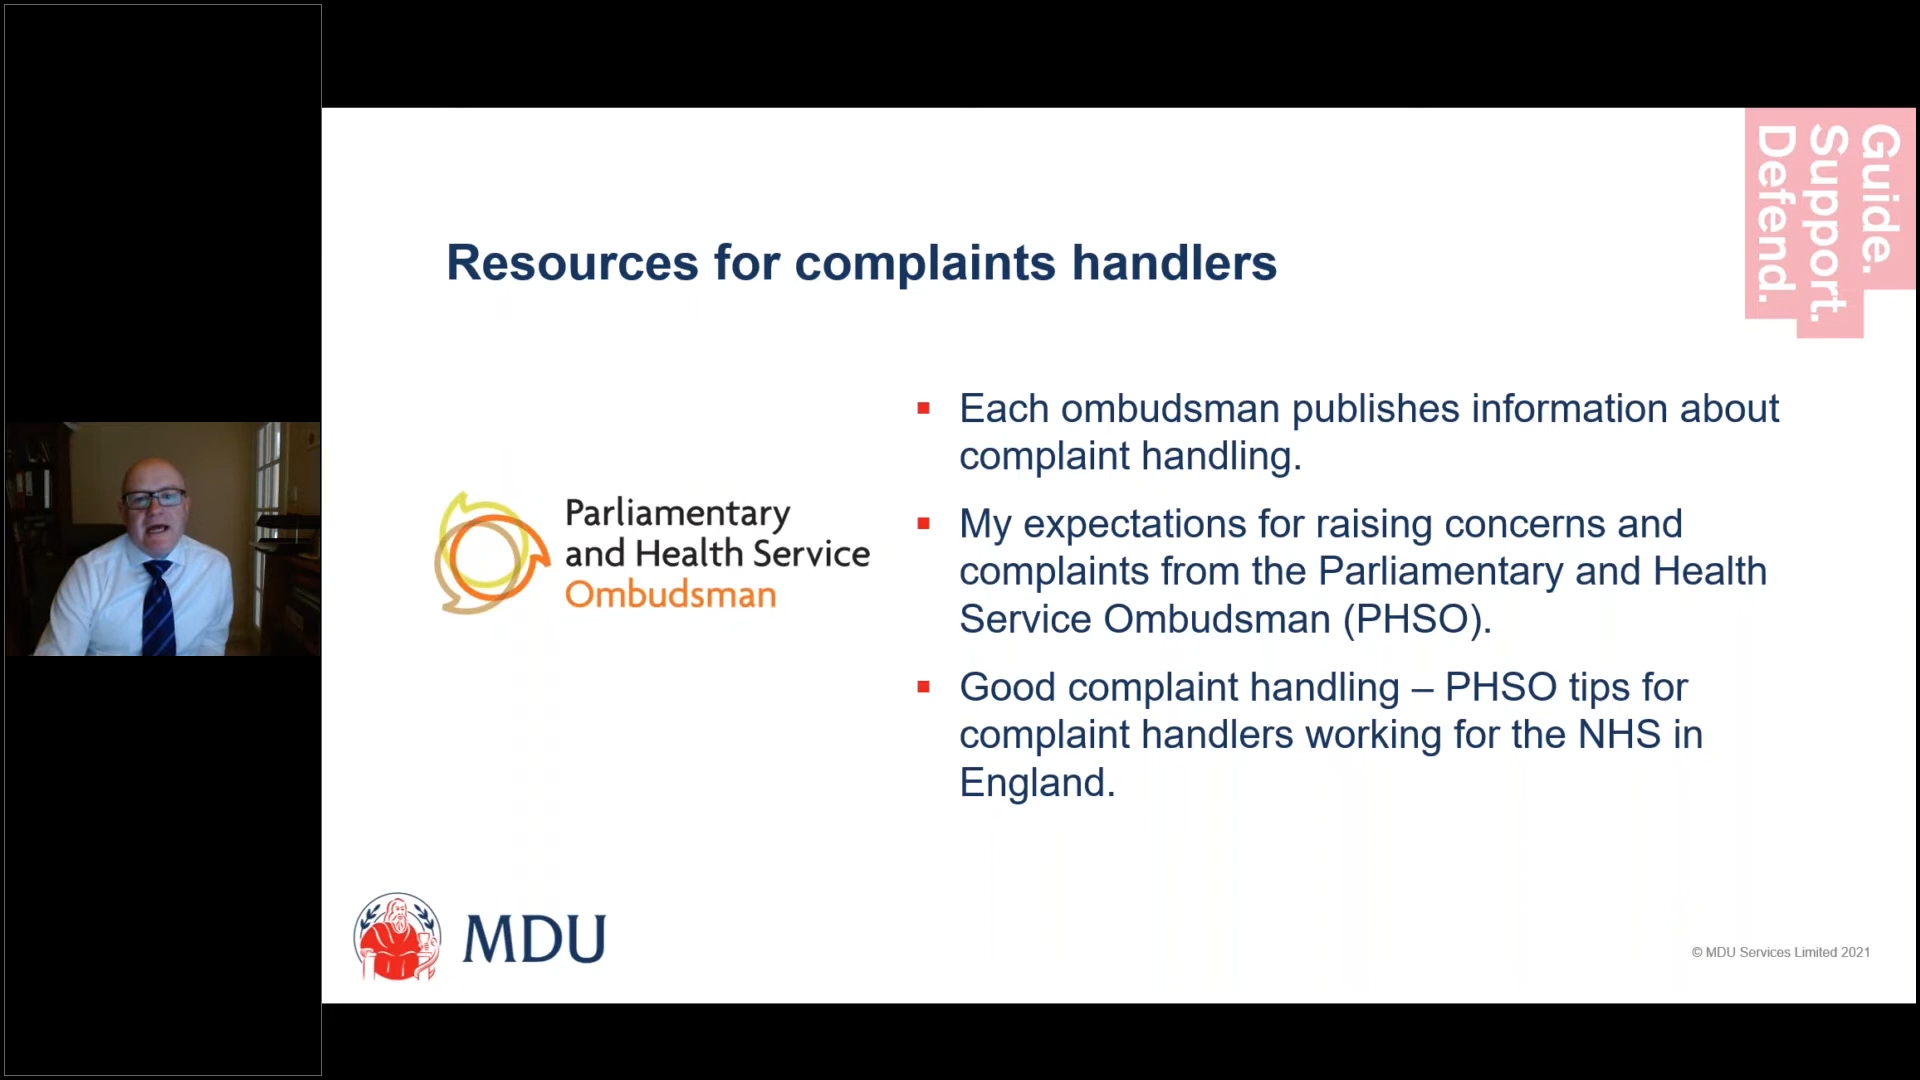 Guide.
Support.
Defend.
Resources for complaints handlers
Parliamentary
and Health Service
Ombudsman
▪ Each ombudsman publishes information about
complaint handling.
▪ My expectations for raising concerns and
complaints from the Parliamentary and Health
Service Ombudsman (PHSO).
▪ Good complaint handling – PHSO tips for
complaint handlers working for the NHS in
England.
MDU
© MDU Services Limited 2021